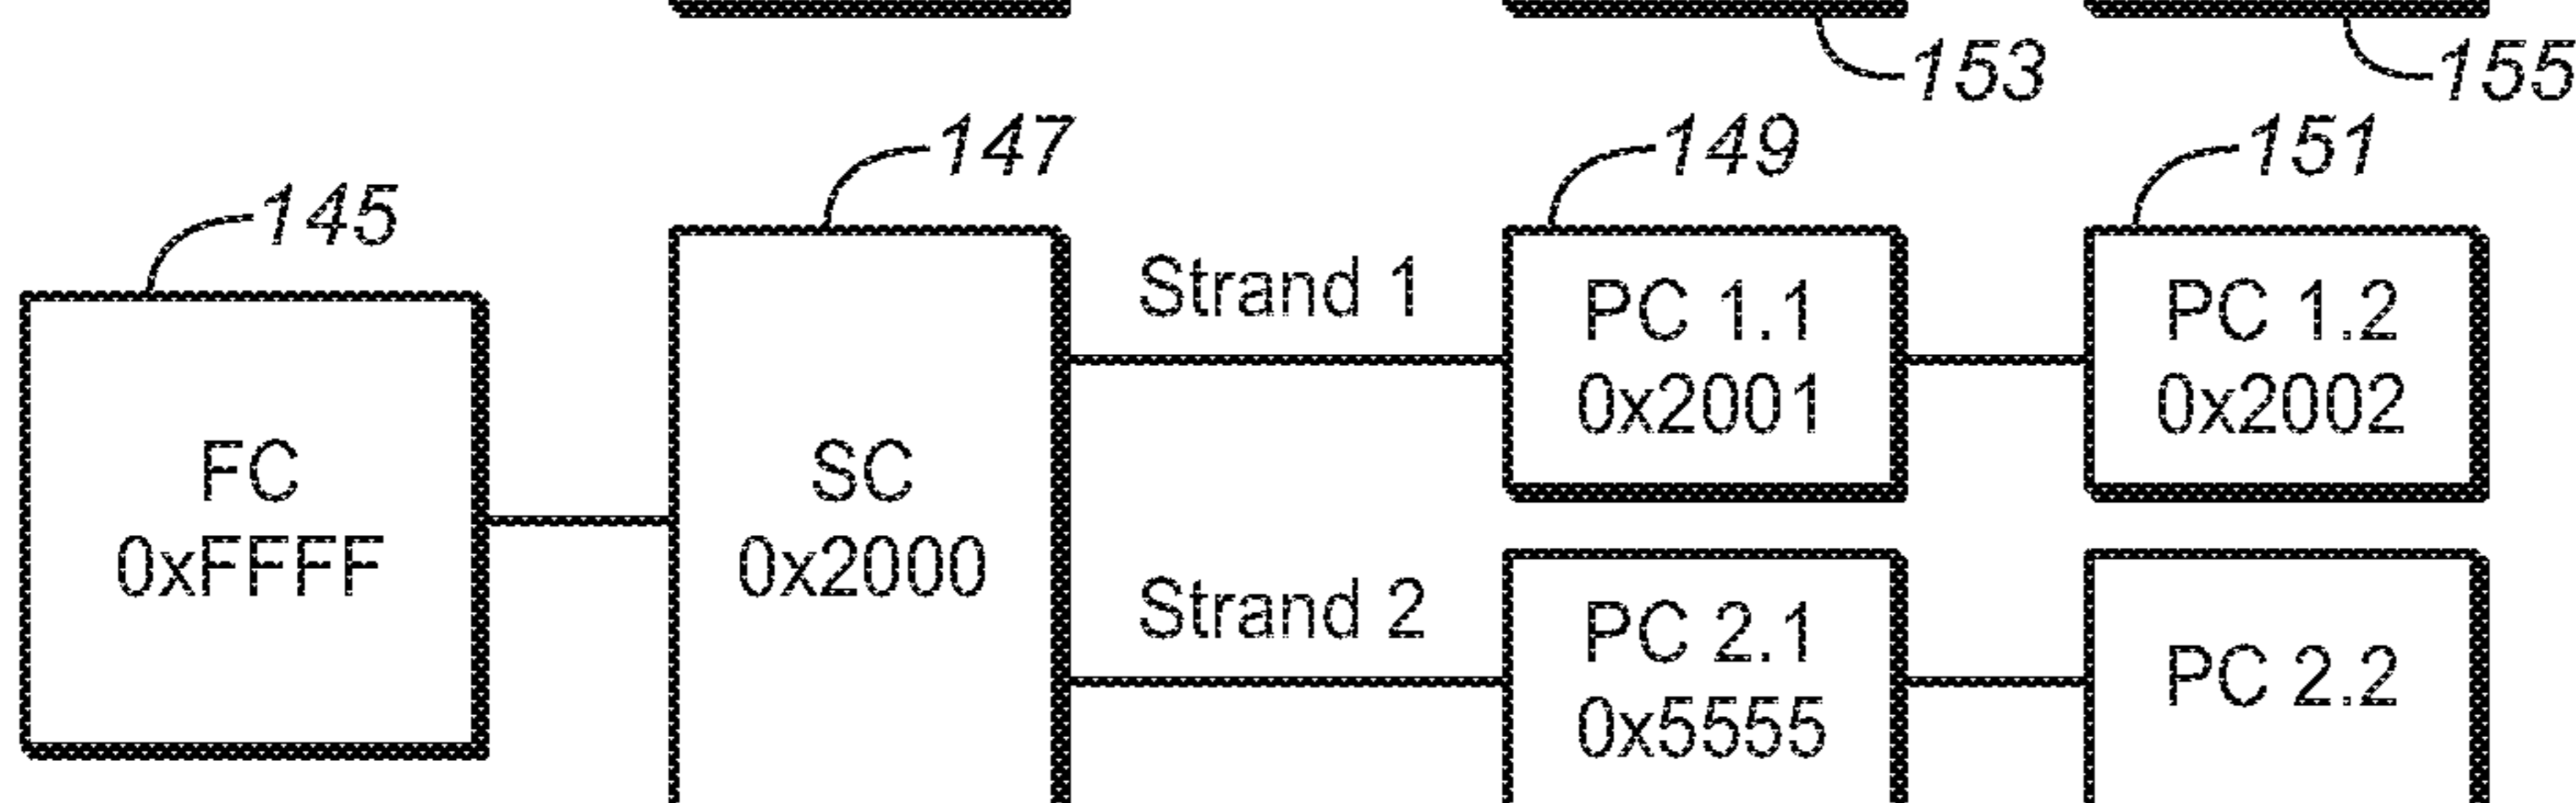 153
155
147
149
151
145
Strand 1
PC 1.1
0x2001
PC 1.2
0x2002
FC
0xFFFF
SC
0x2000
Strand 2
PC 2.1
0x5555
PC 2.2